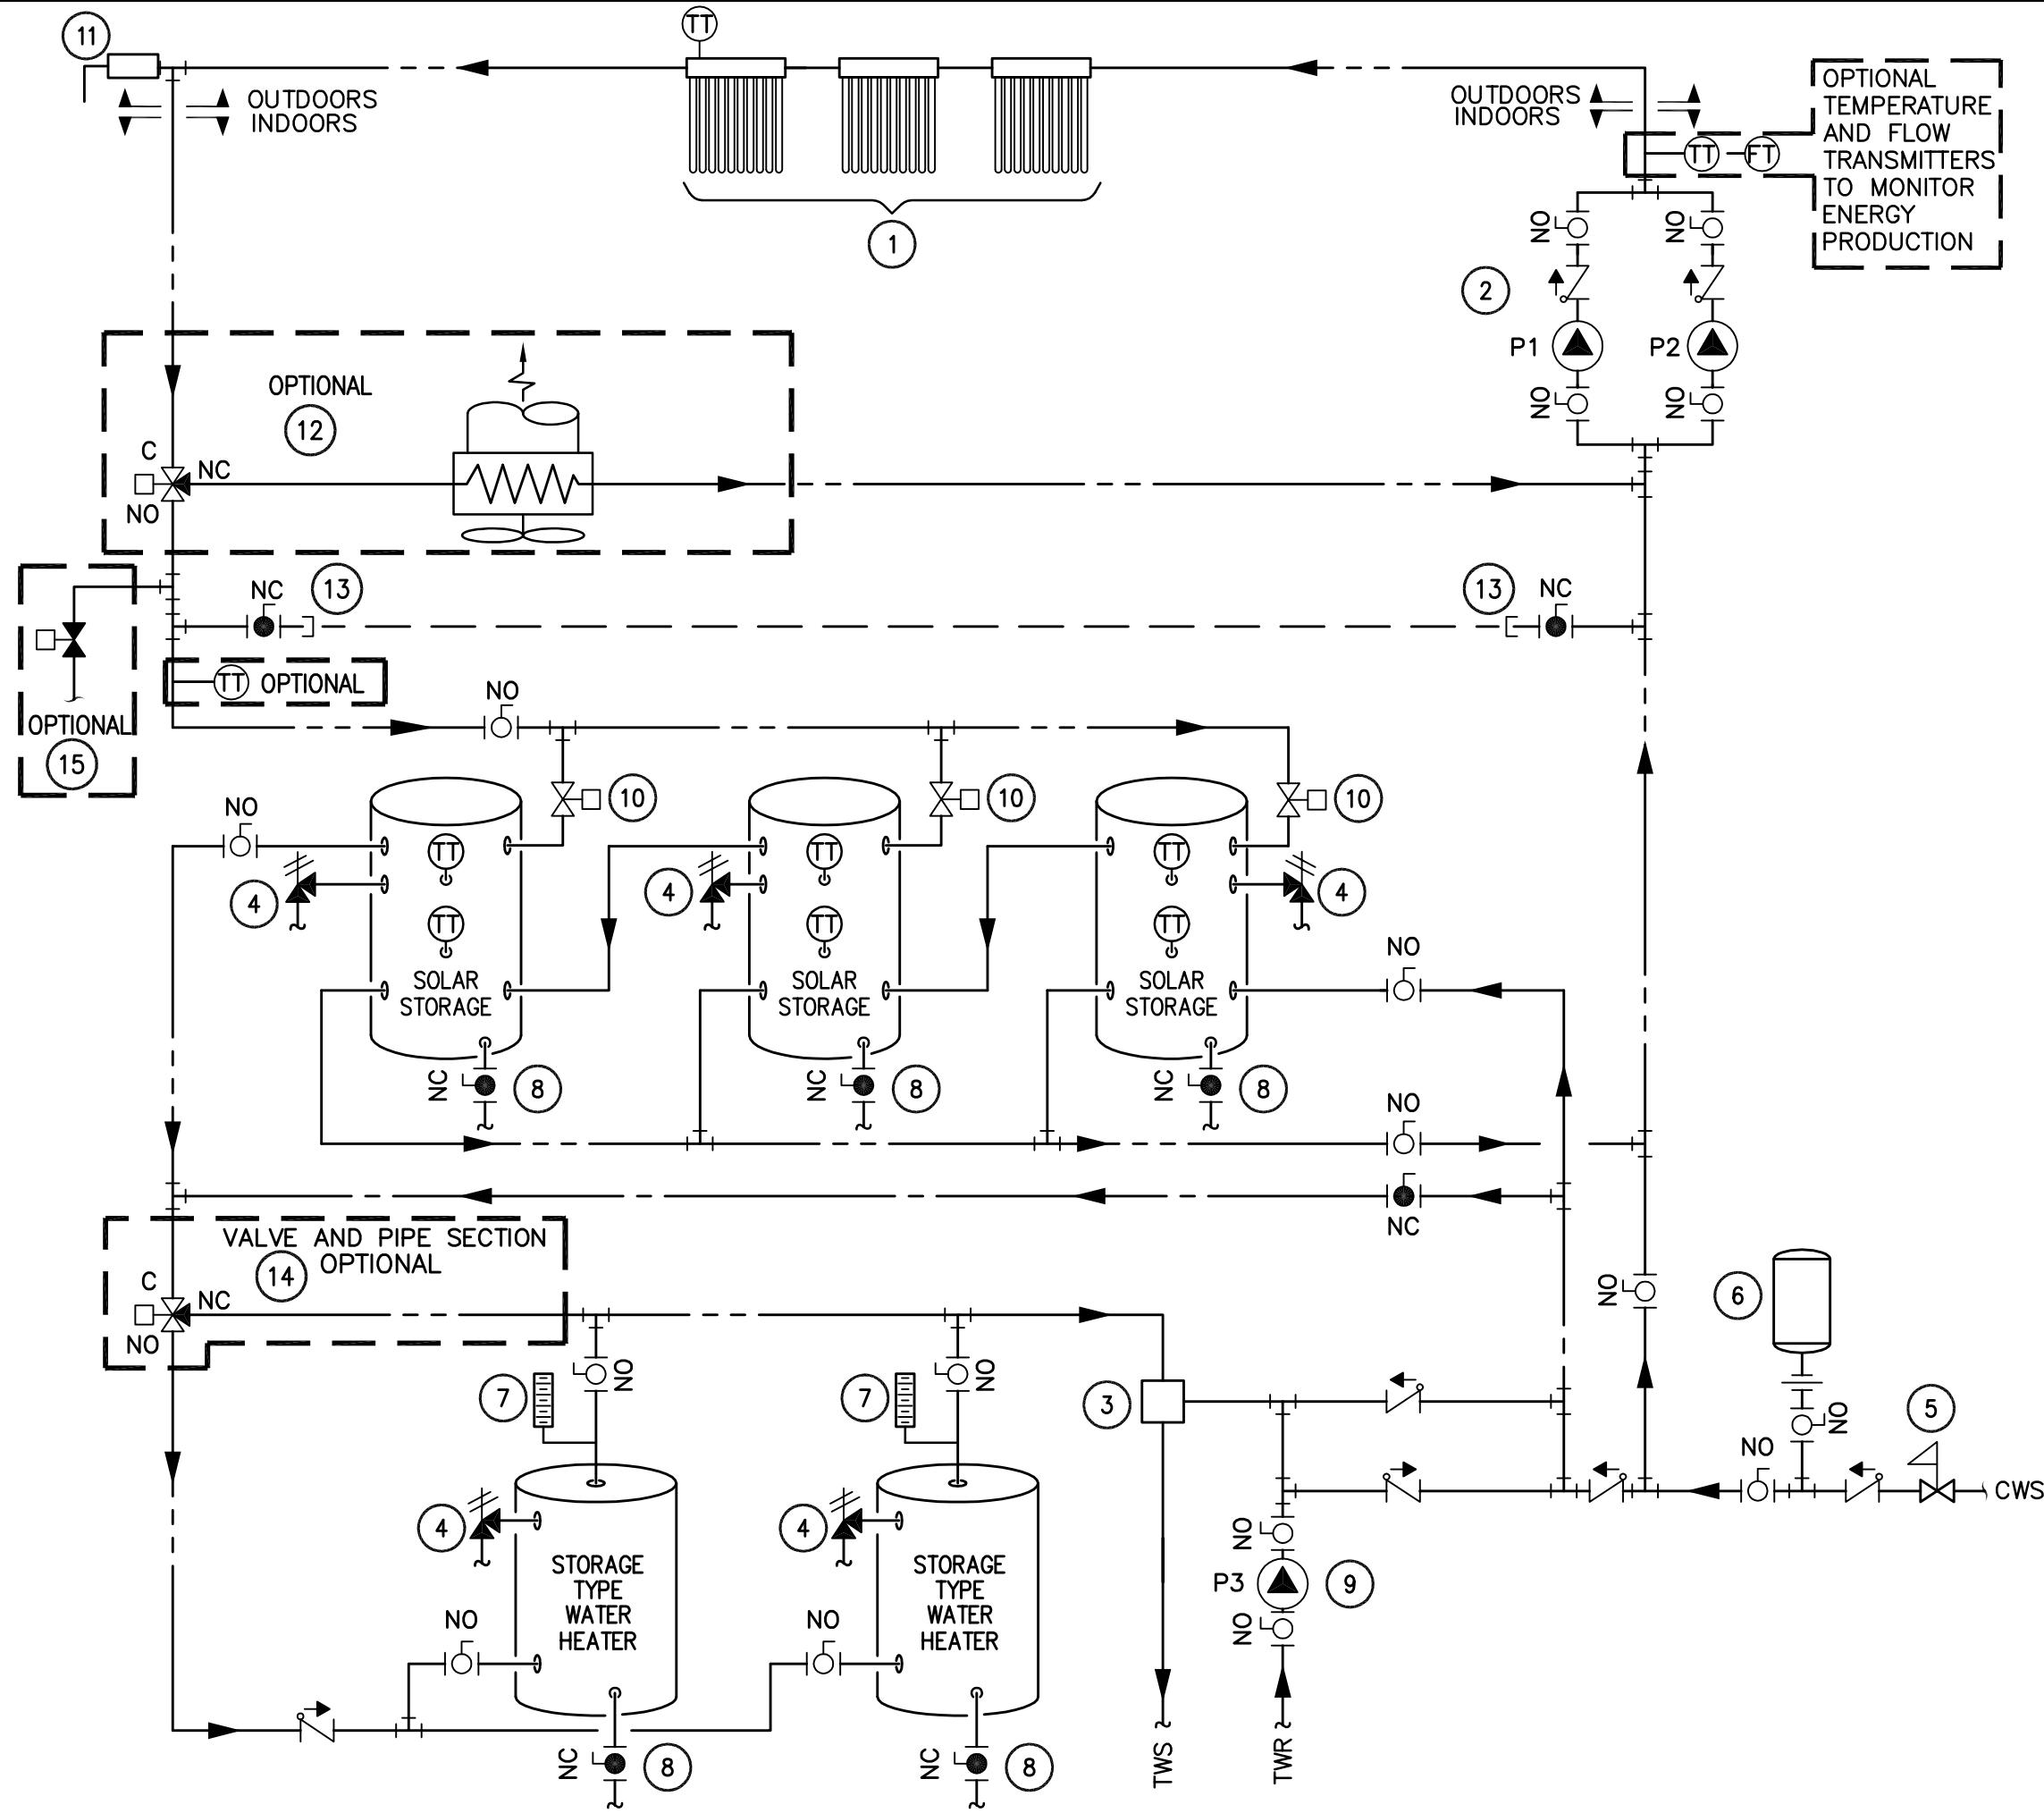 11
TT
OUTDOORS
INDOORS
1
OUTDOORS
INDOORS
TT
FT
OPTIONAL
TEMPERATURE
AND FLOW
TRANSMITTERS
TO MONITOR
ENERGY
PRODUCTION
NO
NO
2
P1
P2
NO
NO
OPTIONAL
12
C
NC
NO
NC
13
13
NC
TT OPTIONAL
OPTIONAL
15
NO
10
10
10
NO
TT
TT
TT
4
4
4
TT
TT
TT
SOLAR
STORAGE
SOLAR
STORAGE
SOLAR
STORAGE
NO
NC
8
NC
8
NC
8
NO
NC
VALVE AND PIPE SECTION
OPTIONAL
14
C
NC
NO
NO
6
7
NO
7
NO
3
NO
5
NO
CWS
4
4
STORAGE
TYPE
WATER
HEATER
STORAGE
TYPE
WATER
HEATER
NO
P3
9
NO
NO
NO
NC
8
NC
8
TWS
TWR